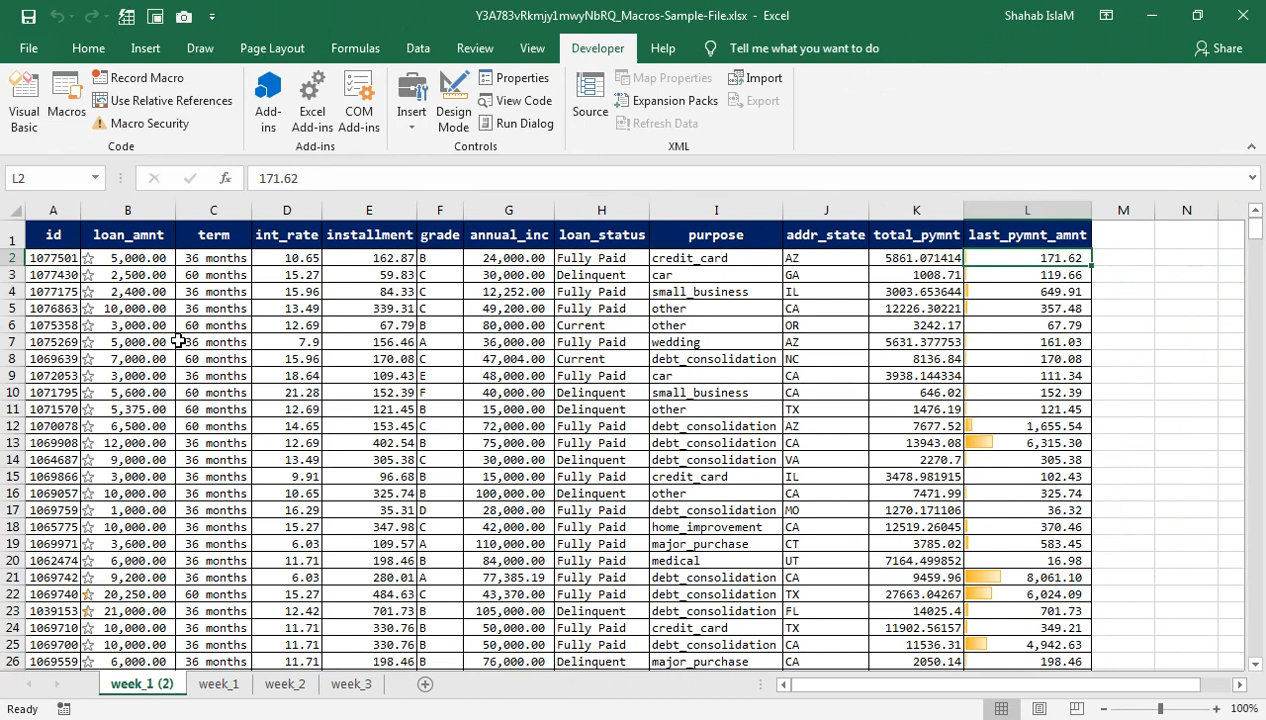 Y3A783vRkmjy1mwyNbRQ_Macros-Sample-File.xlsx - Excel Shahab IslaM
File Home Insert Draw Page Layout Formulas Data Review View Developer Help Tell me what you want to do Share
Visual Basic
Macros
Record Macro
Use Relative References
Macro Security
Code
Add-ins
Excel Add-ins
COM Add-ins
Add-ins
Insert
Design Mode
Properties
View Code
Run Dialog
Controls
Source
Map Properties
Expansion Packs
Refresh Data
Import
Export
XML
L2 fx 171.62
A B C D E F G H I J K L M N
1 id loan_amnt term int_rate installment grade annual_inc loan_status purpose addr_state total_pymnt last_pymnt_amnt
2 1077501 5,000.00 36 months 10.65 162.87 B 24,000.00 Fully Paid credit_card AZ 5861.071414 171.62
3 1077430 2,500.00 60 months 15.27 59.83 C 30,000.00 Delinquent car GA 1008.71 119.66
4 1077175 2,400.00 36 months 15.96 84.33 C 12,252.00 Fully Paid small_business IL 3003.653644 649.91
5 1076863 10,000.00 36 months 13.49 339.31 C 49,200.00 Fully Paid other CA 12226.30221 357.48
6 1075358 3,000.00 60 months 12.69 67.79 B 80,000.00 Current other OR 3242.17 67.79
7 1075269 5,000.00 36 months 7.9 156.46 A 36,000.00 Fully Paid wedding AZ 5631.377753 161.03
8 1069639 7,000.00 60 months 15.96 170.08 C 47,004.00 Current debt_consolidation NC 8136.84 170.08
9 1072053 3,000.00 36 months 18.64 109.43 E 48,000.00 Fully Paid car CA 3938.144334 111.34
10 1071795 5,600.00 60 months 21.28 152.39 F 40,000.00 Delinquent small_business CA 646.02 152.39
11 1071570 5,375.00 60 months 12.69 121.45 B 15,000.00 Delinquent other TX 1476.19 121.45
12 1070078 6,500.00 60 months 14.65 153.45 C 72,000.00 Fully Paid debt_consolidation AZ 7677.52 1,655.54
13 1069908 12,000.00 36 months 12.69 402.54 B 75,000.00 Fully Paid debt_consolidation CA 13943.08 6,315.30
14 1064687 9,000.00 36 months 13.49 305.38 C 30,000.00 Delinquent debt_consolidation VA 2270.7 305.38
15 1069866 3,000.00 36 months 9.91 96.68 B 15,000.00 Fully Paid credit_card IL 3478.981915 102.43
16 1069057 10,000.00 36 months 10.65 325.74 B 100,000.00 Delinquent other CA 7471.99 325.74
17 1069759 1,000.00 36 months 16.29 35.31 D 28,000.00 Fully Paid debt_consolidation MO 1270.171106 36.32
18 1065775 10,000.00 36 months 15.27 347.98 C 42,000.00 Fully Paid home_improvement CA 12519.26045 370.46
19 1069971 3,600.00 36 months 6.03 109.57 A 110,000.00 Fully Paid major_purchase CT 3785.02 583.45
20 1062474 6,000.00 36 months 11.71 198.46 B 84,000.00 Fully Paid medical UT 7164.499852 16.98
21 1069742 9,200.00 36 months 6.03 280.01 A 77,385.19 Fully Paid debt_consolidation CA 9459.96 8,061.10
22 1069740 20,250.00 60 months 15.27 484.63 C 43,370.00 Fully Paid debt_consolidation CA 27663.04267 6,024.09
23 1039153 21,000.00 36 months 12.42 701.73 B 105,000.00 Delinquent debt_consolidation FL 14025.4 701.73
24 1069710 10,000.00 36 months 11.71 330.76 B 50,000.00 Fully Paid credit_card TX 11902.56157 349.21
25 1069700 10,000.00 36 months 11.71 330.76 B 50,000.00 Fully Paid debt_consolidation CA 11536.31 4,942.63
26 1069559 6,000.00 36 months 11.71 198.46 B 76,000.00 Delinquent major_purchase CA 2050.14 198.46
week_1 (2) week_1 week_2 week_3
Ready 100%